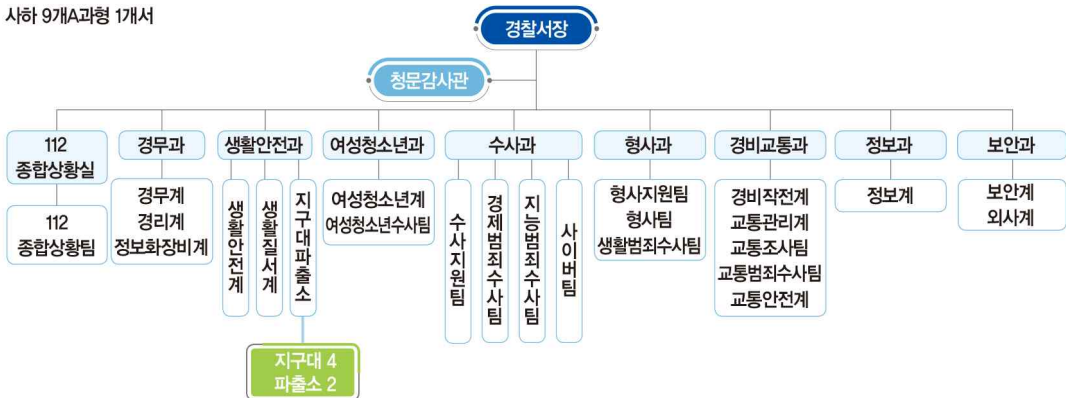 사하 9개A과형 1개서
경찰서장
청문감사관
112
종합상황실
112
종합상황팀
경무과
경무계
경리계
정보화장비계
생활안전과
생활안전계
생활질서계
지구대파출소
지구대 4
파출소 2
여성청소년과
여성청소년계
여성청소년수사팀
수사과
수사지원팀
경제범죄수사팀
지능범죄수사팀
사이버팀
형사과
형사지원팀
형사팀
생활범죄수사팀
경비교통과
경비작전계
교통관리계
교통조사팀
교통범죄수사팀
교통안전계
정보과
정보계
보안과
보안계
외사계